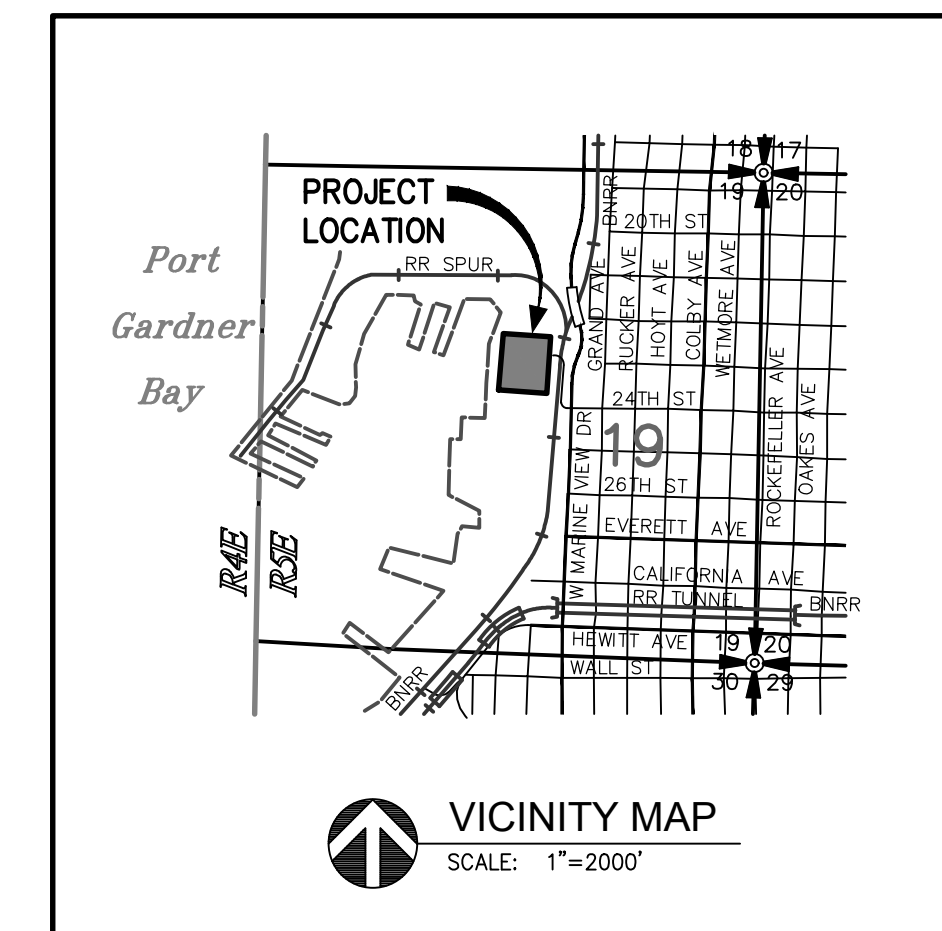 18 17
19 20
PROJECT
LOCATION
BNRR
20TH ST
Port
Gardner
Bay
RR SPUR
GRAND AVE
RUCKER AVE
HOYT AVE
COLBY AVE
WETMORE AVE
ROCKEFELLER AVE
OAKES AVE
24TH ST
19
W MARINE VIEW DR
26TH ST
EVERETT AVE
R4E
R5E
CALIFORNIA AVE
RR TUNNEL
BNRR
HEWITT AVE
19 20
WALL ST
30 29
BNRR
VICINITY MAP
SCALE: 1"=2000'